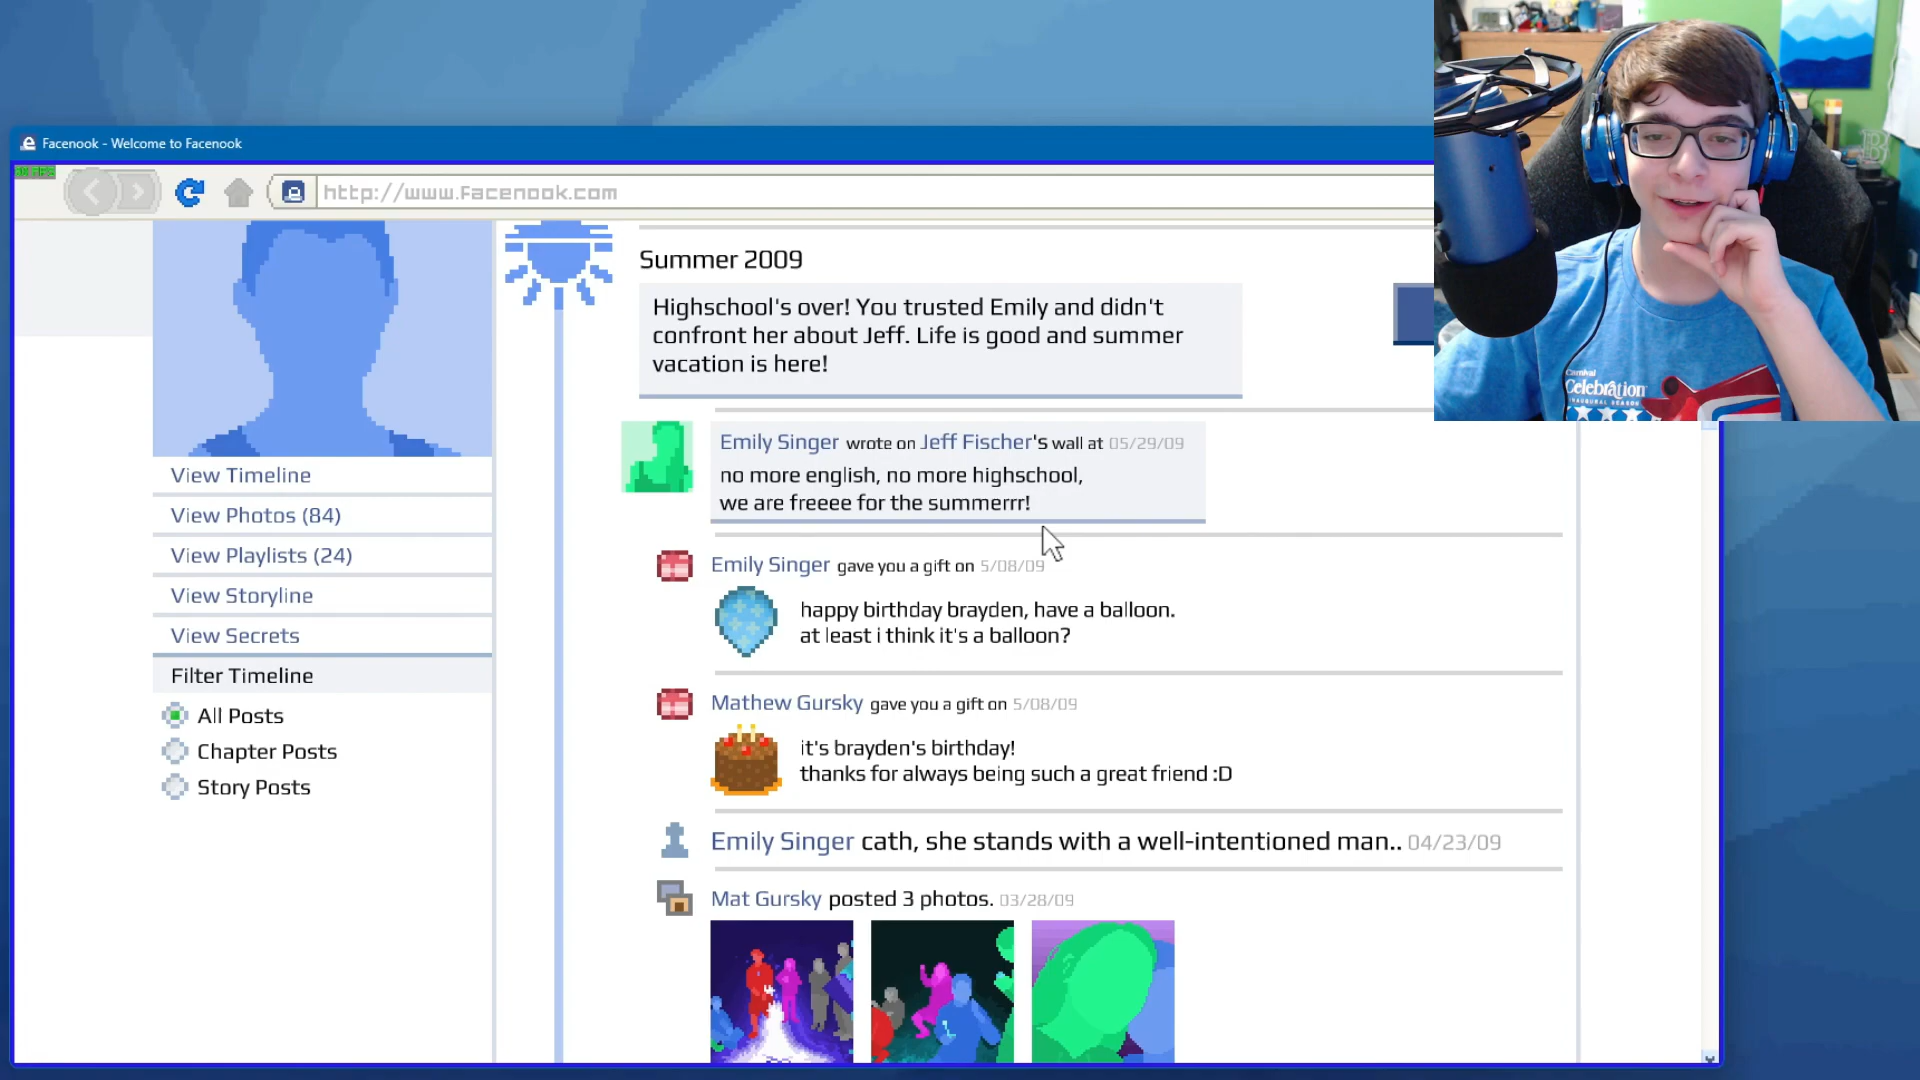 Facenook - Welcome to Facenook
http://www.Facenook.com
Summer 2009
Highschool's over! You trusted Emily and didn't
confront her about Jeff. Life is good and summer
vacation is here!
Emily Singer wrote on Jeff Fischer's wall at 05/29/09
no more english, no more highschool,
we are freeee for the summerrr!
Emily Singer gave you a gift on 5/08/09
happy birthday brayden, have a balloon.
at least i think it's a balloon?
Mathew Gursky gave you a gift on 5/08/09
it's brayden's birthday!
thanks for always being such a great friend :D
Emily Singer cath, she stands with a well-intentioned man.. 04/23/09
Mat Gursky posted 3 photos. 03/28/09
View Timeline
View Photos (84)
View Playlists (24)
View Storyline
View Secrets
Filter Timeline
All Posts
Chapter Posts
Story Posts
Carnival
Celebration
INAUGURAL SEASON